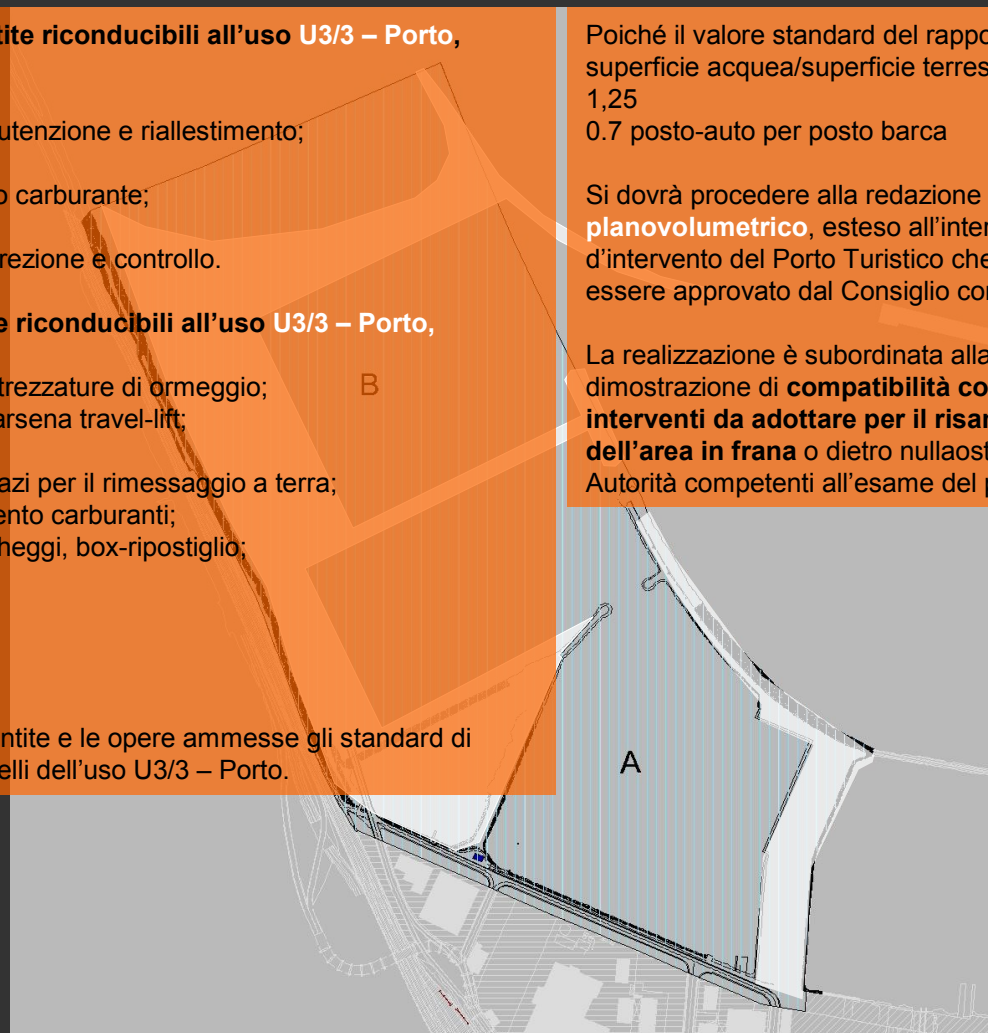 tite riconducibili all'uso U3/3 – Porto,
utenzione e riallestimento;
o carburante;
rezione e controllo.
e riconducibili all'uso U3/3 – Porto,
trezzature di ormeggio;
arsena travel-lift;
azi per il rimessaggio a terra;
ento carburanti;
heggi, box-ripostiglio;
ntite e le opere ammesse gli standard di
elli dell'uso U3/3 – Porto.
Poiché il valore standard del rappo
superficie acquea/superficie terres
1,25
0.7 posto-auto per posto barca
Si dovrà procedere alla redazione
planovolumetrico, esteso all'inter
d'intervento del Porto Turistico che
essere approvato dal Consiglio co
La realizzazione è subordinata alla
dimostrazione di compatibilità co
interventi da adottare per il risar
dell'area in frana o dietro nullaost
Autorità competenti all'esame del p
B
A